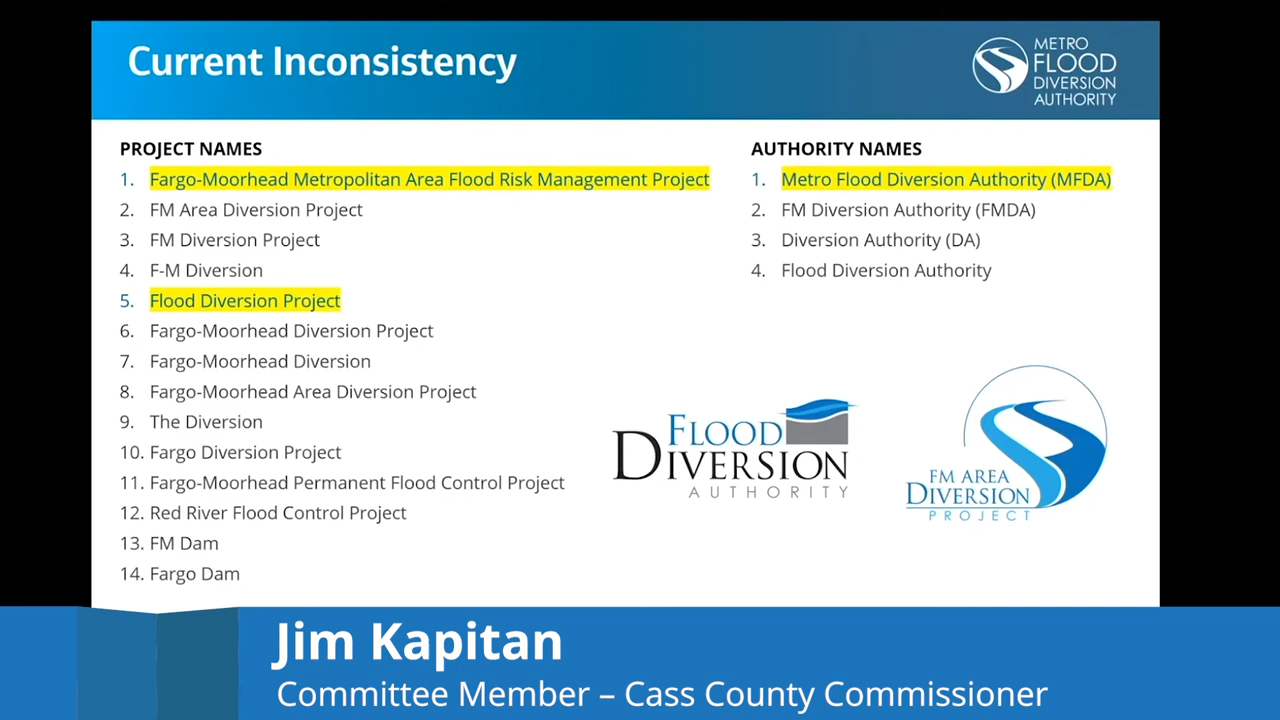 Current Inconsistency
METRO
FLOOD
DIVERSION
AUTHORITY
PROJECT NAMES
1. Fargo-Moorhead Metropolitan Area Flood Risk Management Project
2. FM Area Diversion Project
3. FM Diversion Project
4. F-M Diversion
5. Flood Diversion Project
6. Fargo-Moorhead Diversion Project
7. Fargo-Moorhead Diversion
8. Fargo-Moorhead Area Diversion Project
9. The Diversion
10. Fargo Diversion Project
11. Fargo-Moorhead Permanent Flood Control Project
12. Red River Flood Control Project
13. FM Dam
14. Fargo Dam
AUTHORITY NAMES
1. Metro Flood Diversion Authority (MFDA)
2. FM Diversion Authority (FMDA)
3. Diversion Authority (DA)
4. Flood Diversion Authority
FLOOD
DIVERSION
AUTHORITY
FM AREA
DIVERSION
PROJECT
Jim Kapitan
Committee Member – Cass County Commissioner